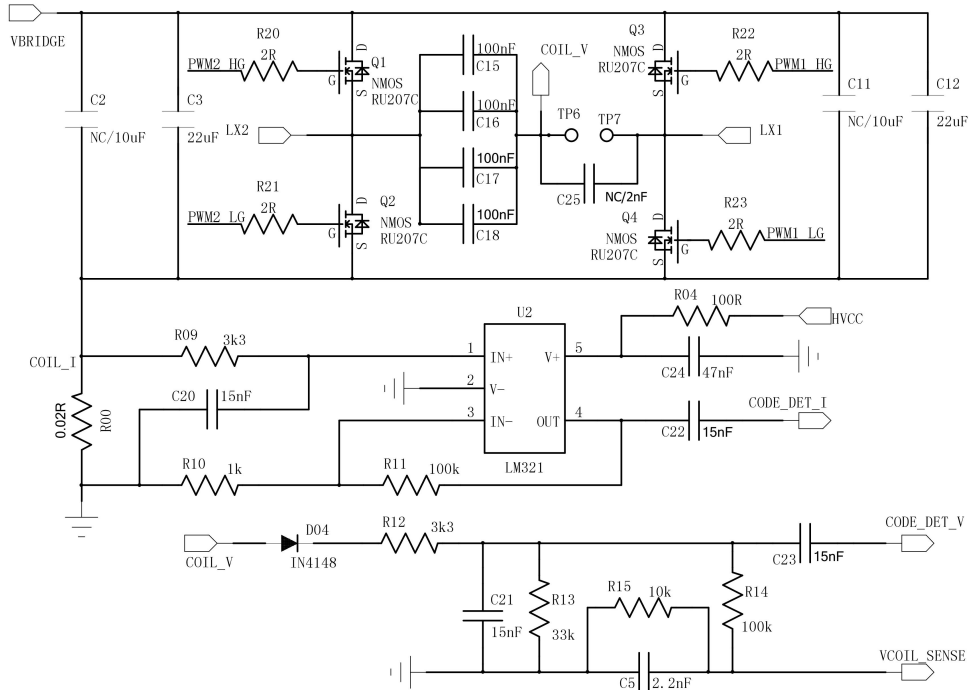 VBRIDGE
C2
NC/10uF
C3
22uF
R20
2R
PWM2_HG
D
G
S
Q1
NMOS
RU207C
LX2
R21
2R
PWM2_LG
D
G
S
Q2
NMOS
RU207C
100nF
C15
100nF
C16
100nF
C17
100nF
C18
COIL_V
TP6
TP7
C25
NC/2nF
Q3
NMOS
RU207C
D
G
S
R22
2R
PWM1_HG
LX1
Q4
NMOS
RU207C
D
G
S
R23
2R
PWM1_LG
C11
NC/10uF
C12
22uF
COIL_I
0.02R
R00
R09
3k3
C20
15nF
R10
1k
R11
100k
U2
1
IN+
2
V-
3
IN-
V+
5
OUT
4
LM321
R04
100R
HVCC
C24
47nF
C22
15nF
CODE_DET_I
COIL_V
D04
IN4148
R12
3k3
C21
15nF
R13
33k
R15
10k
C5
2.2nF
R14
100k
C23
15nF
CODE_DET_V
VCOIL_SENSE